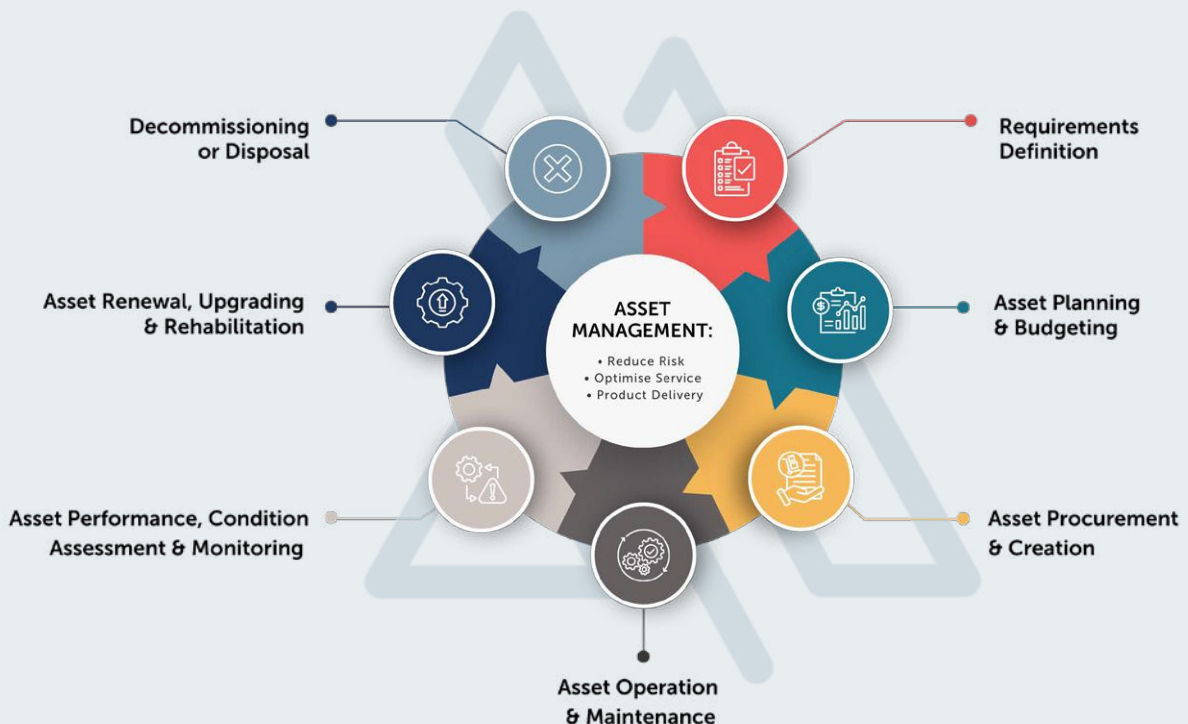 Decommissioning
or Disposal
Requirements
Definition
Asset Renewal, Upgrading
& Rehabilitation
ASSET
MANAGEMENT:
• Reduce Risk
• Optimise Service
• Product Delivery
Asset Planning
& Budgeting
Asset Performance, Condition
Assessment & Monitoring
Asset Procurement
& Creation
Asset Operation
& Maintenance